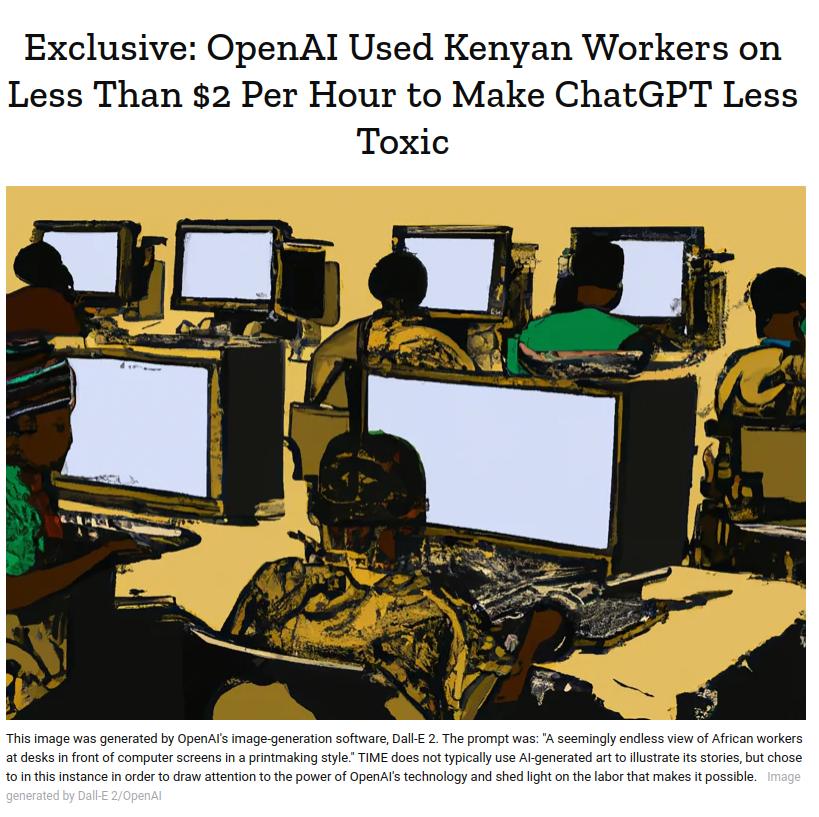 Exclusive: OpenAI Used Kenyan Workers on
Less Than $2 Per Hour to Make ChatGPT Less
Toxic
This image was generated by OpenAI's image-generation software, Dall-E 2. The prompt was: "A seemingly endless view of African workers
at desks in front of computer screens in a printmaking style." TIME does not typically use AI-generated art to illustrate its stories, but chose
to in this instance in order to draw attention to the power of OpenAI's technology and shed light on the labor that makes it possible. Image
generated by Dall-E 2/OpenAI